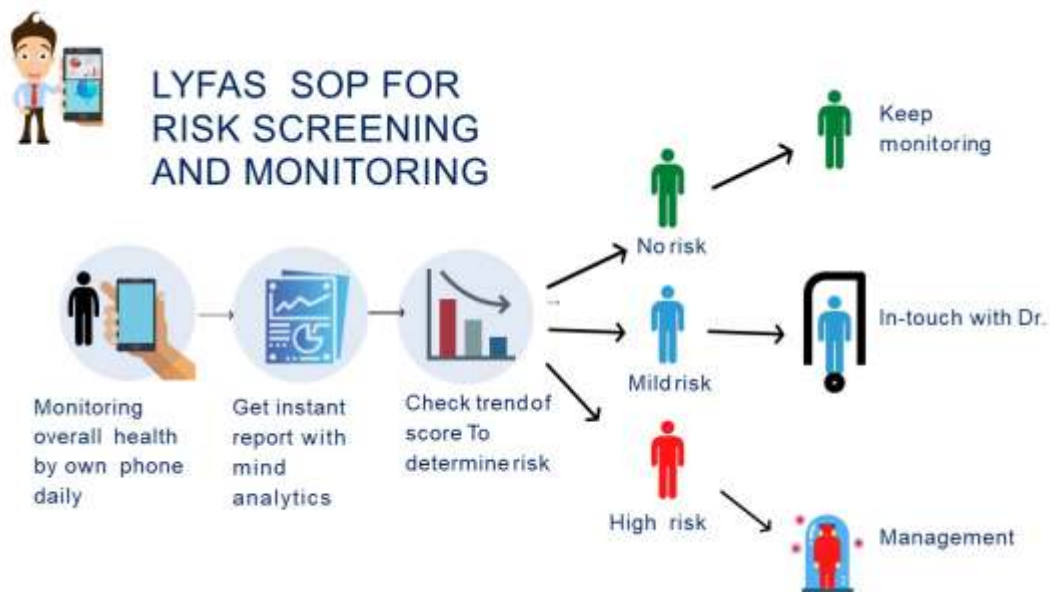 LYFAS SOP FOR
RISK SCREENING
AND MONITORING
Monitoring
overall health
by own phone
daily
Get instant
report with
mind
analytics
Check trend of
score To
determine risk
No risk
Mild risk
High risk
Keep
monitoring
In-touch with Dr.
Management